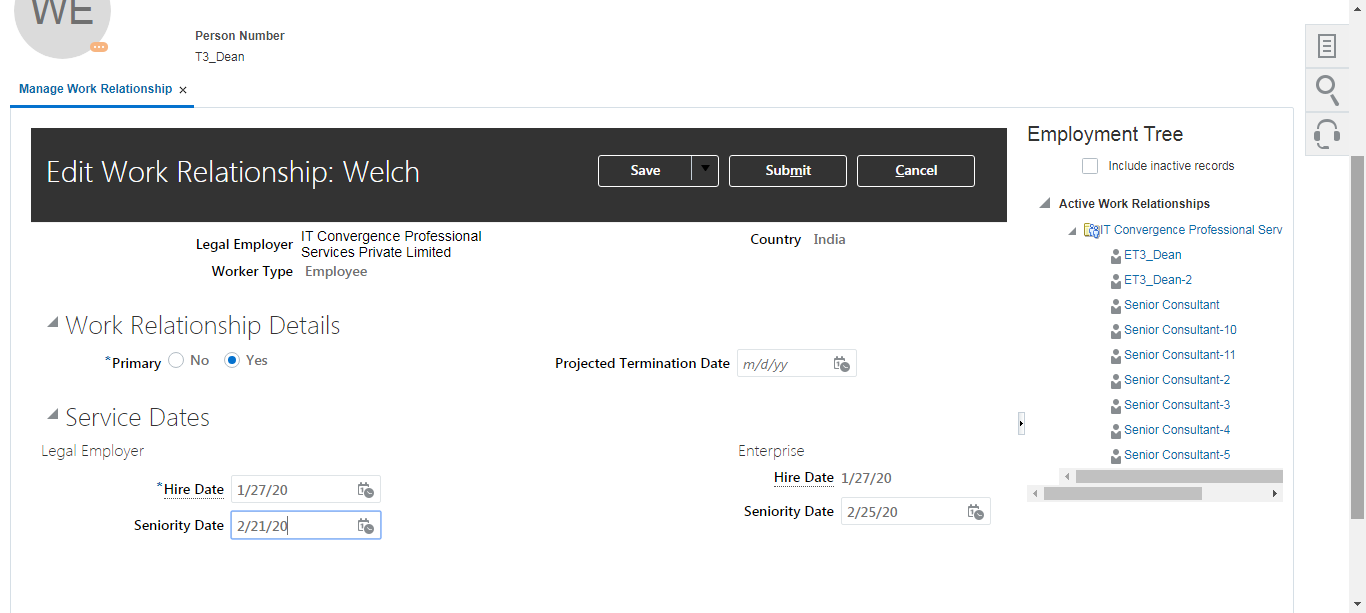 WE
Person Number
T3_Dean
Manage Work Relationship ×
Edit Work Relationship: Welch
Save
Submit
Cancel
Legal Employer IT Convergence Professional
Services Private Limited
Country India
Worker Type Employee
Work Relationship Details
*Primary No Yes
Projected Termination Date m/d/yy
Service Dates
Legal Employer
*Hire Date 1/27/20
Seniority Date 2/21/20
Enterprise
Hire Date 1/27/20
Seniority Date 2/25/20
Employment Tree
Include inactive records
Active Work Relationships
IT Convergence Professional Serv
ET3_Dean
ET3_Dean-2
Senior Consultant
Senior Consultant-10
Senior Consultant-11
Senior Consultant-2
Senior Consultant-3
Senior Consultant-4
Senior Consultant-5